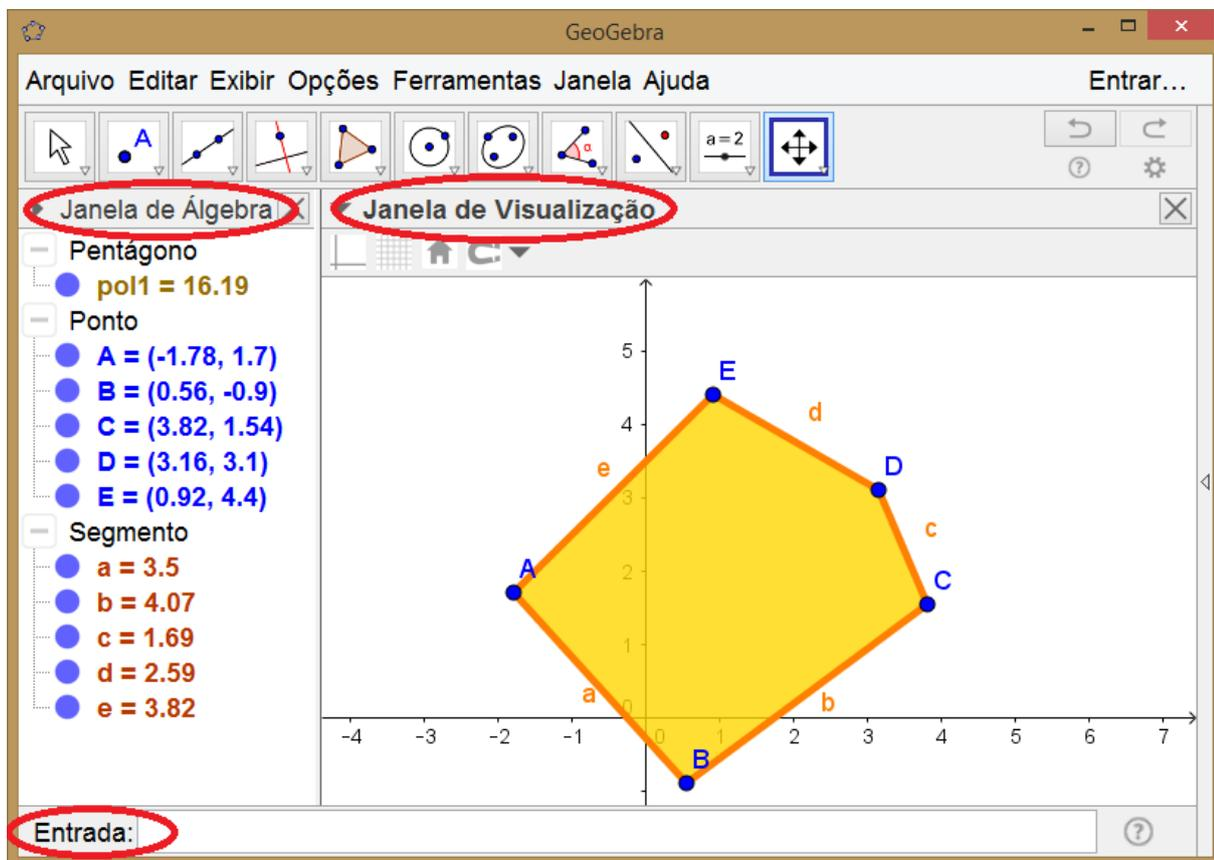 GeoGebra
Arquivo Editar Exibir Opções Ferramentas Janela Ajuda Entrar...
A α a = 2
Janela de Álgebra
Janela de Visualização
Pentágono
pol1 = 16.19
Ponto
A = (-1.78, 1.7)
B = (0.56, -0.9)
C = (3.82, 1.54)
D = (3.16, 3.1)
E = (0.92, 4.4)
Segmento
a = 3.5
b = 4.07
c = 1.69
d = 2.59
e = 3.82
5
E
4
d
e
D
3
c
A
2
C
1
a
0
b
-4 -3 -2 -1 0 1 2 3 4 5 6 7
B
Entrada: